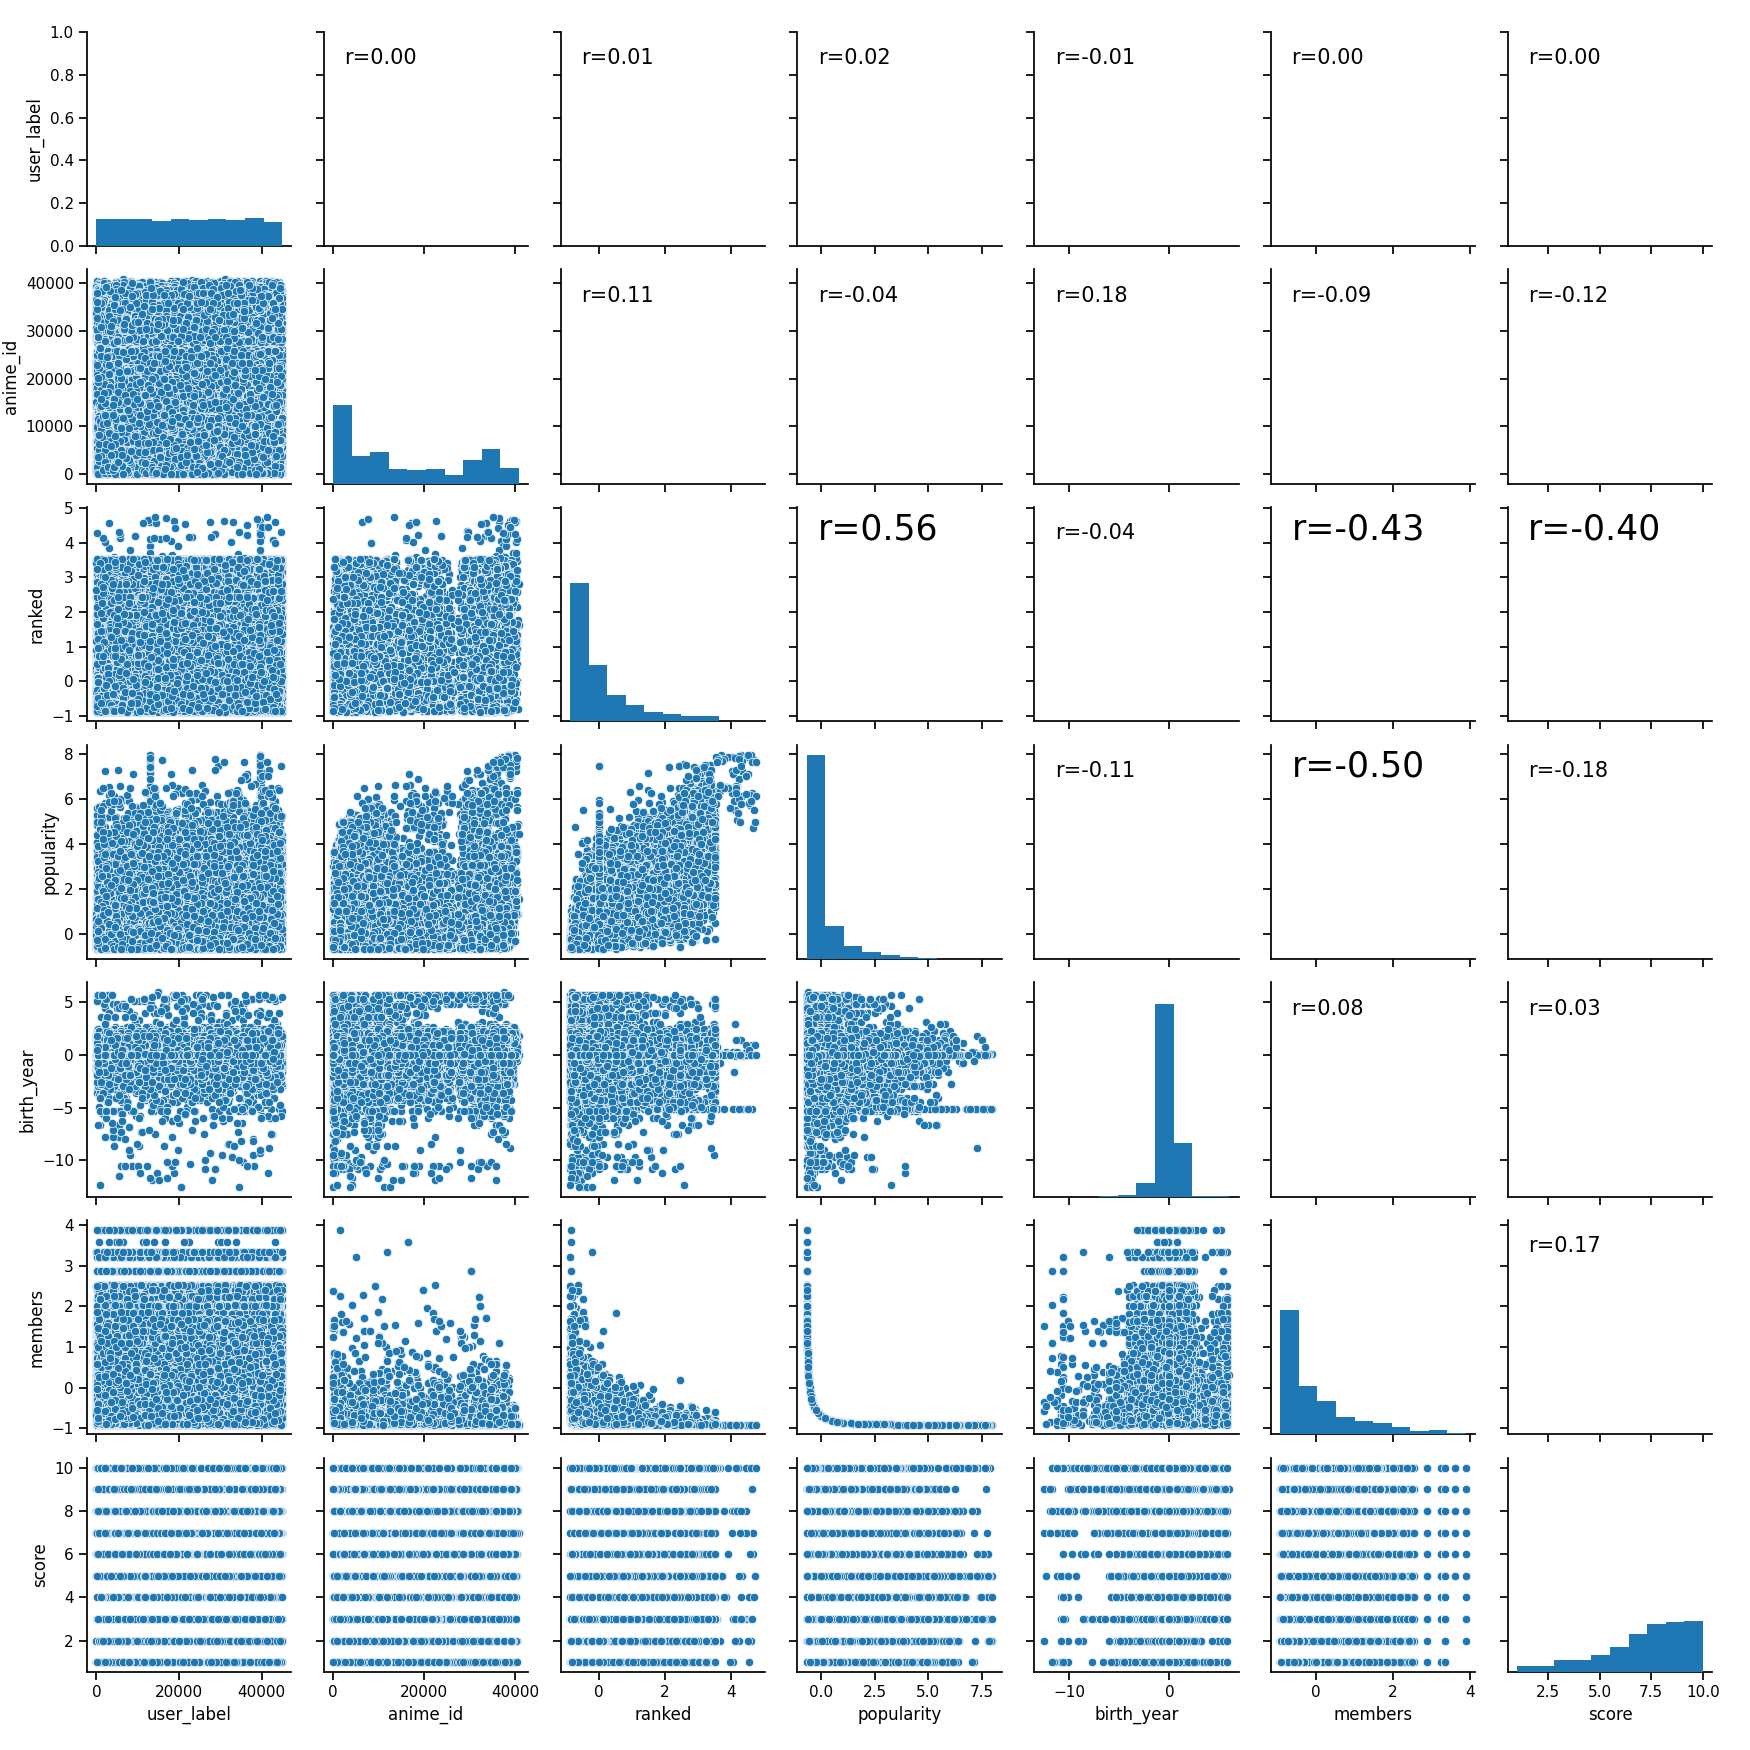 1.0
0.8
0.6
0.4
0.2
0.0
user_label
r=0.00
r=0.01
r=0.02
r=-0.01
r=0.00
r=0.00
40000
30000
20000
10000
0
anime_id
r=0.11
r=-0.04
r=0.18
r=-0.09
r=-0.12
5
4
3
2
1
0
−1
ranked
r=0.56
r=-0.04
r=-0.43
r=-0.40
8
6
4
2
0
popularity
r=-0.11
r=-0.50
r=-0.18
5
0
−5
−10
birth_year
r=0.08
r=0.03
4
3
2
1
0
−1
members
r=0.17
10
8
6
4
2
score
0 20000 40000
0 20000 40000
0 2 4
0.0 2.5 5.0 7.5
−10 0
0 2 4
2.5 5.0 7.5 10.0
user_label
anime_id
ranked
popularity
birth_year
members
score